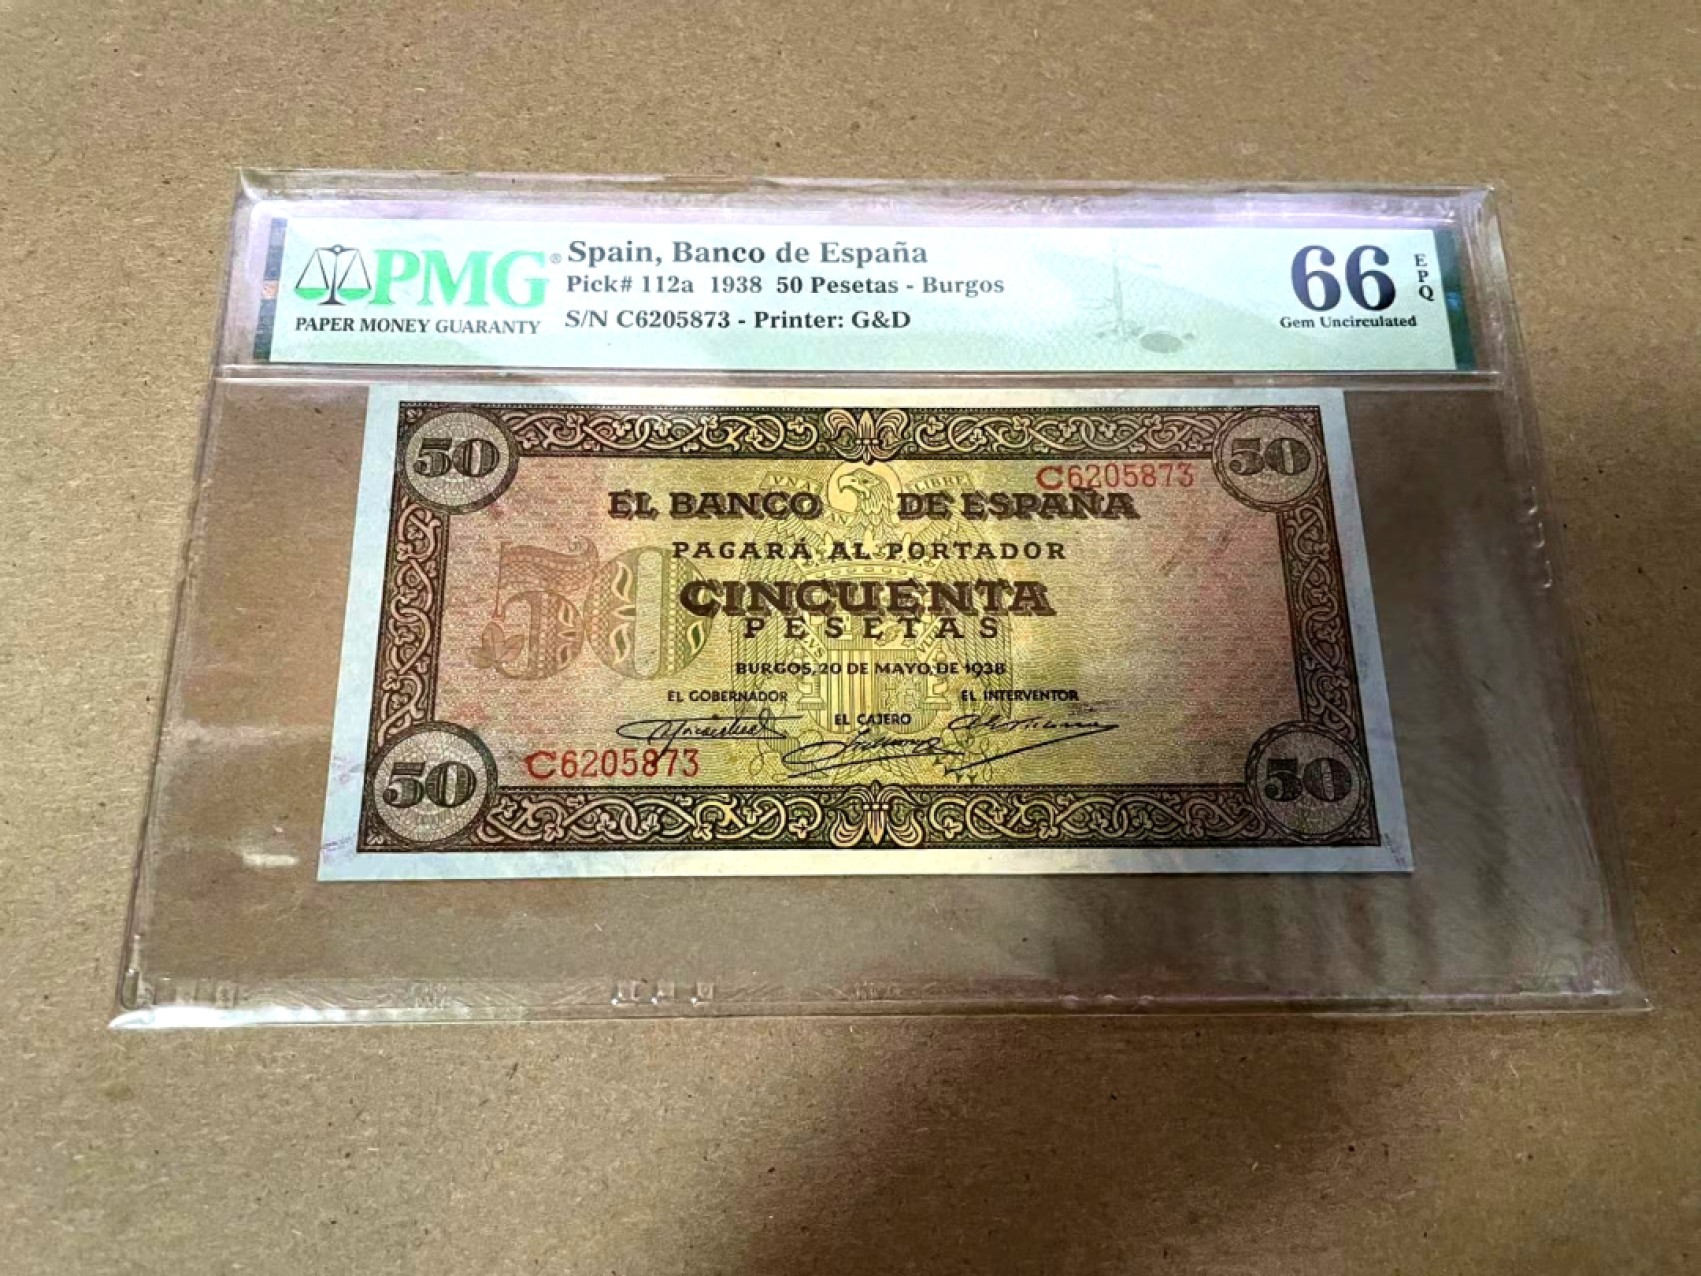 PMG®
PAPER MONEY GUARANTY
Spain, Banco de España
Pick# 112a 1938 50 Pesetas - Burgos
S/N C6205873 - Printer: G&D
66
EPQ
Gem Uncirculated
50
50
C6205873
EL BANCO DE ESPAÑA
PAGARÁ AL PORTADOR
50
CINCUENTA
PESETAS
BURGOS, 20 DE MAYO, DE 1938
EL GOBERNADOR
EL INTERVENTOR
EL CAJERO
C6205873
50
50